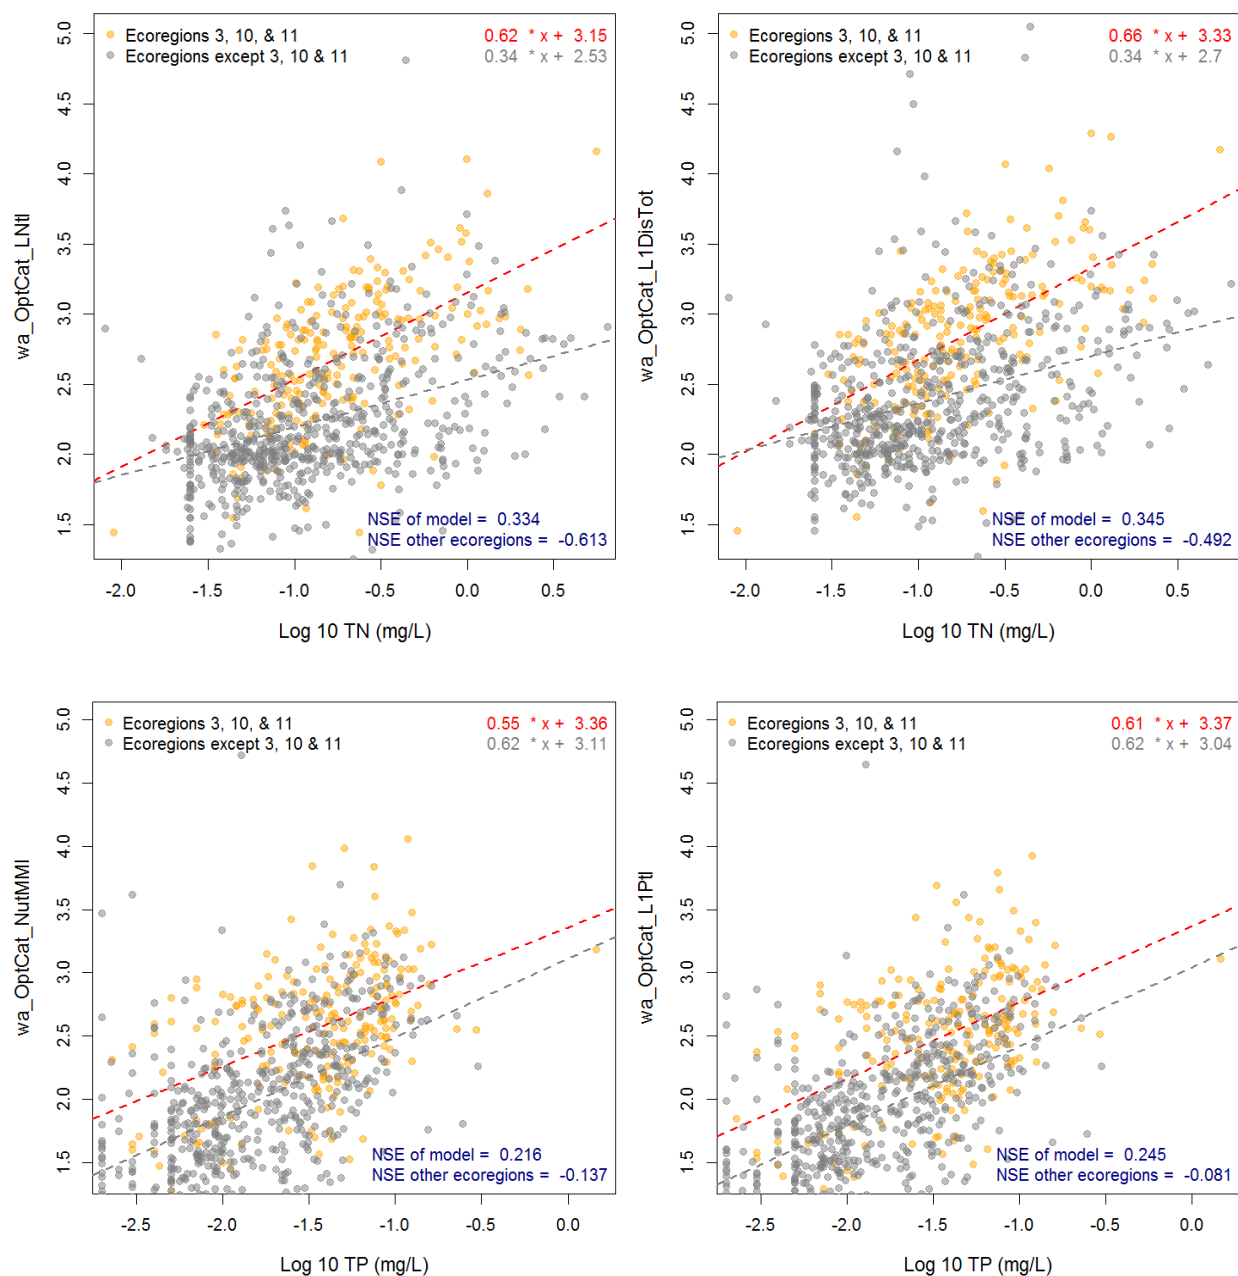 Ecoregions 3, 10, & 11
0.62 * x + 3.15
Ecoregions except 3, 10 & 11
0.34 * x + 2.53
wa_OptCat_LNtl
5.0
4.5
4.0
3.5
3.0
2.5
2.0
1.5
NSE of model = 0.334
NSE other ecoregions = -0.613
-2.0 -1.5 -1.0 -0.5 0.0 0.5
Log 10 TN (mg/L)
Ecoregions 3, 10, & 11
0.66 * x + 3.33
Ecoregions except 3, 10 & 11
0.34 * x + 2.7
wa_OptCat_L1DisTot
5.0
4.5
4.0
3.5
3.0
2.5
2.0
1.5
NSE of model = 0.345
NSE other ecoregions = -0.492
-2.0 -1.5 -1.0 -0.5 0.0 0.5
Log 10 TN (mg/L)
Ecoregions 3, 10, & 11
0.55 * x + 3.36
Ecoregions except 3, 10 & 11
0.62 * x + 3.11
wa_OptCat_NutMMI
5.0
4.5
4.0
3.5
3.0
2.5
2.0
1.5
NSE of model = 0.216
NSE other ecoregions = -0.137
-2.5 -2.0 -1.5 -1.0 -0.5 0.0
Log 10 TP (mg/L)
Ecoregions 3, 10, & 11
0.61 * x + 3.37
Ecoregions except 3, 10 & 11
0.62 * x + 3.04
wa_OptCat_L1Ptl
5.0
4.5
4.0
3.5
3.0
2.5
2.0
1.5
NSE of model = 0.245
NSE other ecoregions = -0.081
-2.5 -2.0 -1.5 -1.0 -0.5 0.0
Log 10 TP (mg/L)